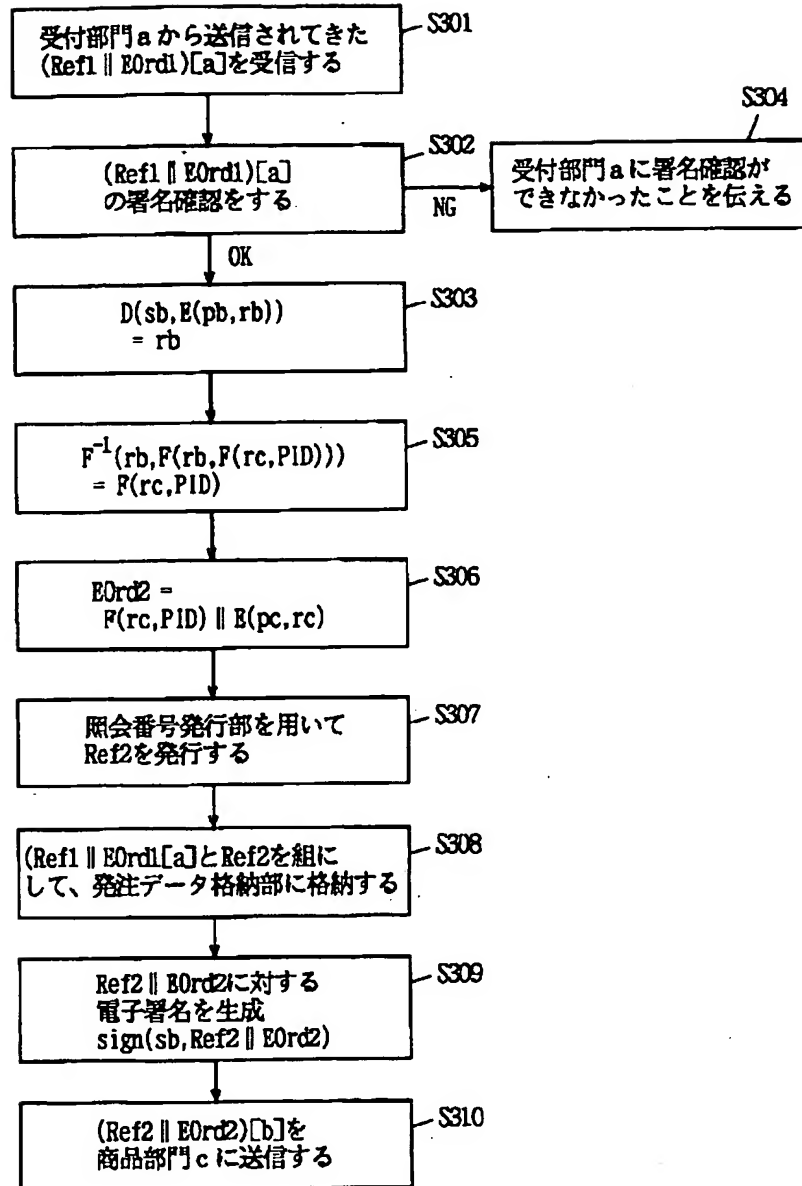 受付部門aから送信されてきた
(Ref1 ‖ EOrd1)[a]を受信する
S301
S304
(Ref1 ‖ EOrd1)[a]
の署名確認をする
S302
NG
受付部門aに署名確認が
できなかったことを伝える
OK
D(sb,E(pb,rb))
= rb
S303
F⁻¹(rb,F(rb,F(rc,PID)))
= F(rc,PID)
S305
EOrd2 =
F(rc,PID) ‖ E(pc,rc)
S306
照会番号発行部を用いて
Ref2を発行する
S307
(Ref1 ‖ EOrd1[a]とRef2を組に
して、発注データ格納部に格納する
S308
Ref2 ‖ EOrd2に対する
電子署名を生成
sign(sb,Ref2 ‖ EOrd2)
S309
(Ref2 ‖ EOrd2)[b]を
商品部門cに送信する
S310